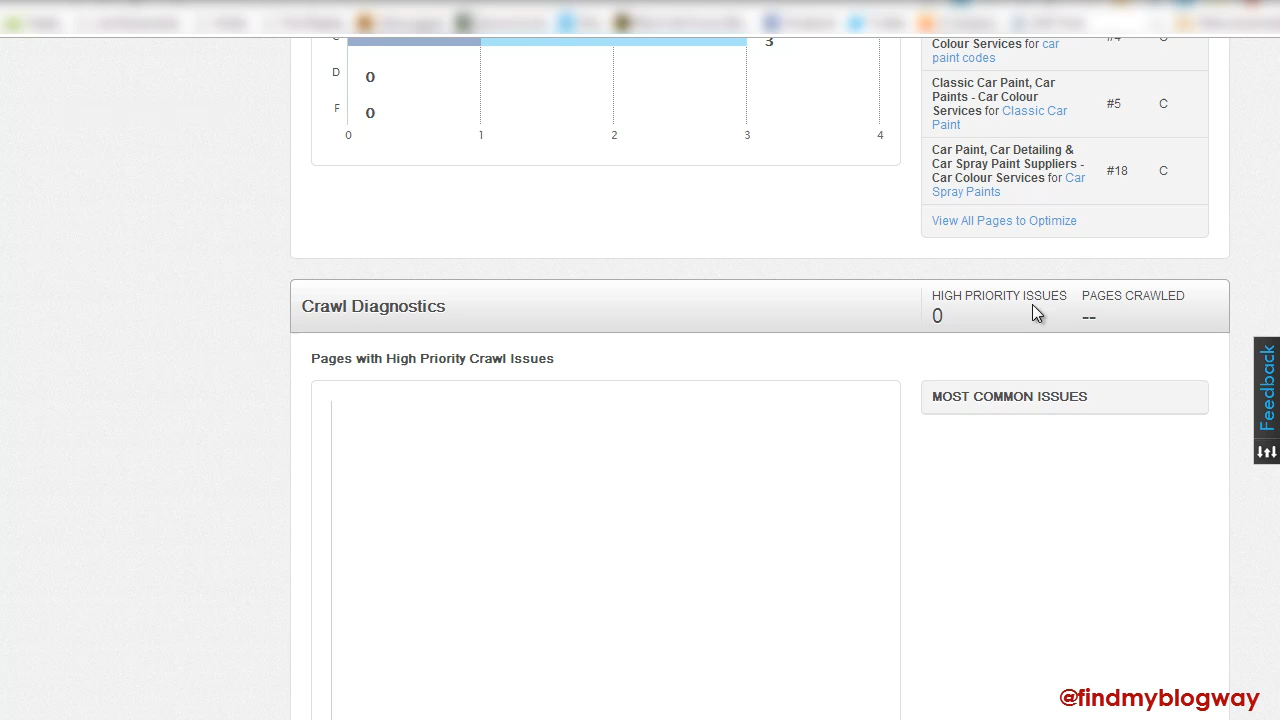 C
3
D
0
F
0
0 1 2 3 4
Colour Services for car #4 C
paint codes
Classic Car Paint, Car
Paints - Car Colour #5 C
Services for Classic Car
Paint
Car Paint, Car Detailing &
Car Spray Paint Suppliers -
Car Colour Services for Car #18 C
Spray Paints
View All Pages to Optimize
Crawl Diagnostics
HIGH PRIORITY ISSUES PAGES CRAWLED
0 --
Pages with High Priority Crawl Issues
MOST COMMON ISSUES
Feedback
@findmyblogway